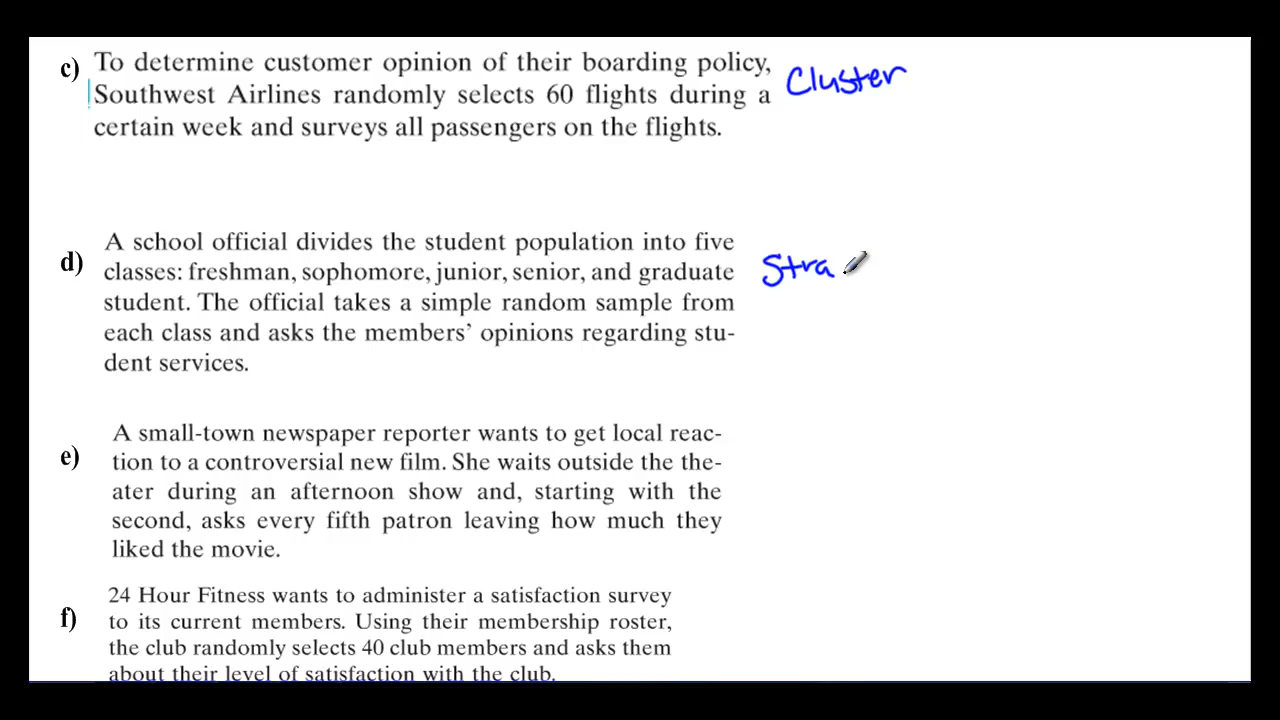 c) To determine customer opinion of their boarding policy,
Southwest Airlines randomly selects 60 flights during a
certain week and surveys all passengers on the flights.
Cluster
d) A school official divides the student population into five
classes: freshman, sophomore, junior, senior, and graduate
student. The official takes a simple random sample from
each class and asks the members' opinions regarding stu-
dent services.
Stra
e) A small-town newspaper reporter wants to get local reac-
tion to a controversial new film. She waits outside the the-
ater during an afternoon show and, starting with the
second, asks every fifth patron leaving how much they
liked the movie.
f) 24 Hour Fitness wants to administer a satisfaction survey
to its current members. Using their membership roster,
the club randomly selects 40 club members and asks them
about their level of satisfaction with the club.